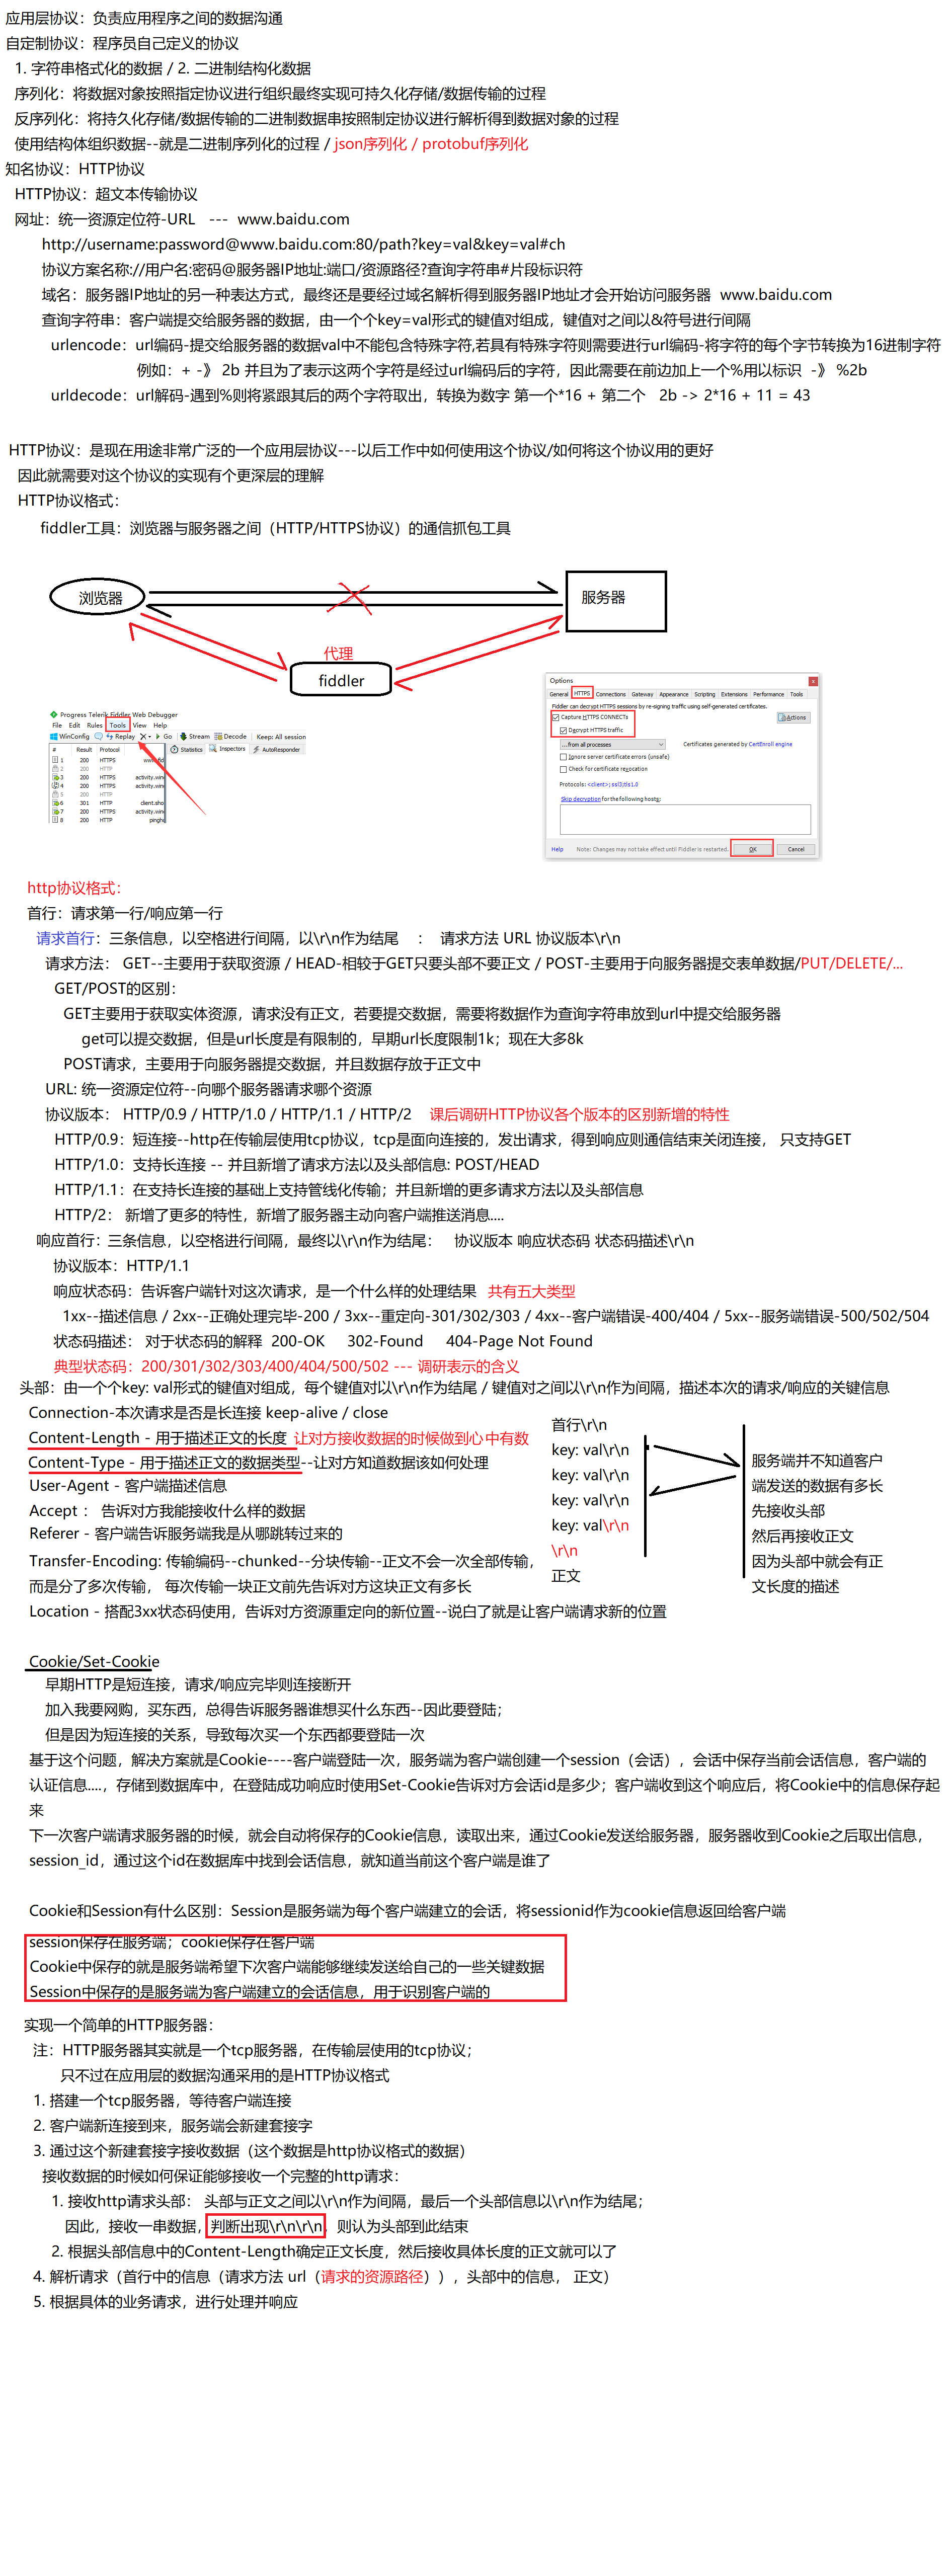 应用层协议：负责应用程序之间的数据沟通
自定制协议：程序员自己定义的协议
1. 字符串格式化的数据 / 2. 二进制结构化数据
序列化：将数据对象按照指定协议进行组织最终实现可持久化存储/数据传输的过程
反序列化：将持久化存储/数据传输的二进制数据串按照制定协议进行解析得到数据对象的过程
使用结构体组织数据--就是二进制序列化的过程 / json序列化 / protobuf序列化
知名协议：HTTP协议
HTTP协议：超文本传输协议
网址：统一资源定位符-URL --- www.baidu.com
http://username:password@www.baidu.com:80/path?key=val&key=val#ch
协议方案名称://用户名:密码@服务器IP地址:端口/资源路径?查询字符串#片段标识符
域名：服务器IP地址的另一种表达方式，最终还是要经过域名解析得到服务器IP地址才会开始访问服务器 www.baidu.com
查询字符串：客户端提交给服务器的数据，由一个个key=val形式的键值对组成，键值对之间以&符号进行间隔
urlencode：url编码-提交给服务器的数据val中不能包含特殊字符,若具有特殊字符则需要进行url编码-将字符的每个字节转换为16进制字符
例如：+ -》 2b 并且为了表示这两个字符是经过url编码后的字符，因此需要在前边加上一个%用以标识 -》 %2b
urldecode：url解码-遇到%则将紧跟其后的两个字符取出，转换为数字 第一个*16 + 第二个 2b -> 2*16 + 11 = 43
HTTP协议：是现在用途非常广泛的一个应用层协议---以后工作中如何使用这个协议/如何将这个协议用的更好
因此就需要对这个协议的实现有个更深层的理解
HTTP协议格式：
fiddler工具：浏览器与服务器之间（HTTP/HTTPS协议）的通信抓包工具
浏览器
服务器
代理
fiddler
Progress Telerik Fiddler Web Debugger
File Edit Rules Tools View Help
WinConfig Replay Go Stream Decode Keep: All session
# Result Protocol
Statistics Inspectors AutoResponder
1 200 HTTPS
2 200 HTTP
3 200 HTTPS activity.win
4 200 HTTPS activity.win
5 200 HTTP
6 301 HTTP client.sho
7 200 HTTPS activity.win
8 200 HTTP pingh
Options
General HTTPS Connections Gateway Appearance Scripting Extensions Performance Tools
Fiddler can decrypt HTTPS sessions by re-signing traffic using self-generated certificates.
Capture HTTPS CONNECTs
Actions
Decrypt HTTPS traffic
...from all processes
Certificates generated by CertEnroll engine
Ignore server certificate errors (unsafe)
Check for certificate revocation
Protocols: <client>;ssl3;tls1.0
Skip decryption for the following hosts:
Help Note: Changes may not take effect until Fiddler is restarted. OK Cancel
http协议格式：
首行：请求第一行/响应第一行
请求首行：三条信息，以空格进行间隔，以\r\n作为结尾 ： 请求方法 URL 协议版本\r\n
请求方法： GET--主要用于获取资源 / HEAD-相较于GET只要头部不要正文 / POST-主要用于向服务器提交表单数据/PUT/DELETE/...
GET/POST的区别：
GET主要用于获取实体资源，请求没有正文，若要提交数据，需要将数据作为查询字符串放到url中提交给服务器
get可以提交数据，但是url长度是有限制的，早期url长度限制1k；现在大多8k
POST请求，主要用于向服务器提交数据，并且数据存放于正文中
URL: 统一资源定位符--向哪个服务器请求哪个资源
协议版本： HTTP/0.9 / HTTP/1.0 / HTTP/1.1 / HTTP/2 课后调研HTTP协议各个版本的区别新增的特性
HTTP/0.9：短连接--http在传输层使用tcp协议，tcp是面向连接的，发出请求，得到响应则通信结束关闭连接， 只支持GET
HTTP/1.0：支持长连接 -- 并且新增了请求方法以及头部信息: POST/HEAD
HTTP/1.1：在支持长连接的基础上支持管线化传输；并且新增的更多请求方法以及头部信息
HTTP/2： 新增了更多的特性，新增了服务器主动向客户端推送消息....
响应首行：三条信息，以空格进行间隔，最终以\r\n作为结尾： 协议版本 响应状态码 状态码描述\r\n
协议版本：HTTP/1.1
响应状态码：告诉客户端针对这次请求，是一个什么样的处理结果 共有五大类型
1xx--描述信息 / 2xx--正确处理完毕-200 / 3xx--重定向-301/302/303 / 4xx--客户端错误-400/404 / 5xx--服务端错误-500/502/504
状态码描述： 对于状态码的解释 200-OK 302-Found 404-Page Not Found
典型状态码：200/301/302/303/400/404/500/502 --- 调研表示的含义
头部：由一个个key: val形式的键值对组成，每个键值对以\r\n作为结尾 / 键值对之间以\r\n作为间隔，描述本次的请求/响应的关键信息
Connection-本次请求是否是长连接 keep-alive / close
Content-Length - 用于描述正文的长度 让对方接收数据的时候做到心中有数
Content-Type - 用于描述正文的数据类型--让对方知道数据该如何处理
User-Agent - 客户端描述信息
Accept ： 告诉对方我能接收什么样的数据
Referer - 客户端告诉服务端我是从哪跳转过来的
Transfer-Encoding: 传输编码--chunked--分块传输--正文不会一次全部传输，
而是分了多次传输， 每次传输一块正文前先告诉对方这块正文有多长
Location - 搭配3xx状态码使用，告诉对方资源重定向的新位置--说白了就是让客户端请求新的位置
首行\r\n
key: val\r\n
key: val\r\n
key: val\r\n
key: val\r\n
\r\n
正文
服务端并不知道客户
端发送的数据有多长
先接收头部
然后再接收正文
因为头部中就会有正
文长度的描述
Cookie/Set-Cookie
早期HTTP是短连接，请求/响应完毕则连接断开
加入我要网购，买东西，总得告诉服务器谁想买什么东西--因此要登陆；
但是因为短连接的关系，导致每次买一个东西都要登陆一次
基于这个问题，解决方案就是Cookie----客户端登陆一次，服务端为客户端创建一个session（会话），会话中保存当前会话信息，客户端的
认证信息....，存储到数据库中，在登陆成功响应时使用Set-Cookie告诉对方会话id是多少；客户端收到这个响应后，将Cookie中的信息保存起
来
下一次客户端请求服务器的时候，就会自动将保存的Cookie信息，读取出来，通过Cookie发送给服务器，服务器收到Cookie之后取出信息，
session_id，通过这个id在数据库中找到会话信息，就知道当前这个客户端是谁了
Cookie和Session有什么区别：Session是服务端为每个客户端建立的会话，将sessionid作为cookie信息返回给客户端
session保存在服务端；cookie保存在客户端
Cookie中保存的就是服务端希望下次客户端能够继续发送给自己的一些关键数据
Session中保存的是服务端为客户端建立的会话信息，用于识别客户端的
实现一个简单的HTTP服务器：
注：HTTP服务器其实就是一个tcp服务器，在传输层使用的tcp协议；
只不过在应用层的数据沟通采用的是HTTP协议格式
1. 搭建一个tcp服务器，等待客户端连接
2. 客户端新连接到来，服务端会新建套接字
3. 通过这个新建套接字接收数据（这个数据是http协议格式的数据）
接收数据的时候如何保证能够接收一个完整的http请求：
1. 接收http请求头部： 头部与正文之间以\r\n作为间隔，最后一个头部信息以\r\n作为结尾；
因此，接收一串数据，判断出现\r\n\r\n，则认为头部到此结束
2. 根据头部信息中的Content-Length确定正文长度，然后接收具体长度的正文就可以了
4. 解析请求（首行中的信息（请求方法 url（请求的资源路径）），头部中的信息， 正文）
5. 根据具体的业务请求，进行处理并响应